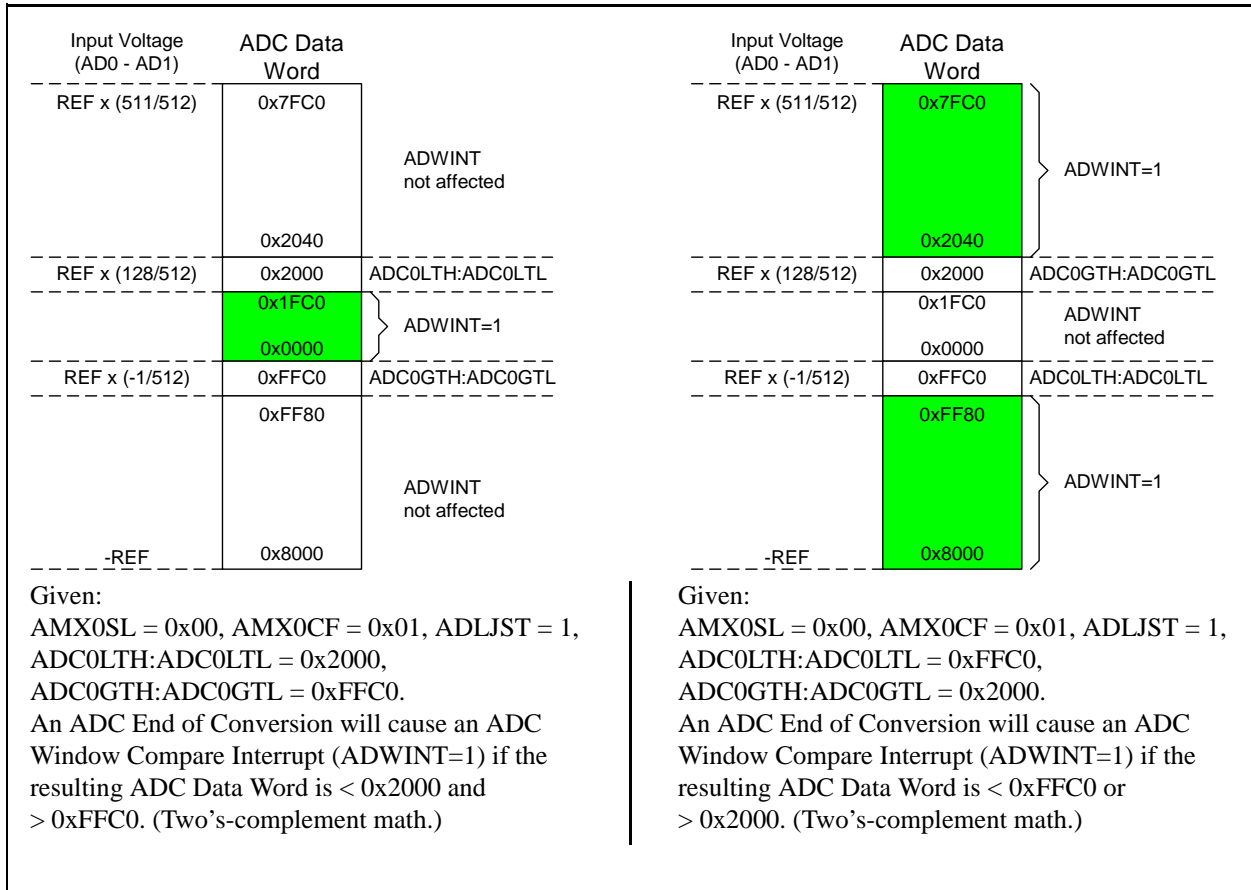 Input Voltage
(AD0 - AD1)
ADC Data
Word
REF x (511/512)
0x7FC0
ADWINT
not affected
0x2040
REF x (128/512)
0x2000
ADC0LTH:ADC0LTL
0x1FC0
ADWINT=1
0x0000
REF x (-1/512)
0xFFC0
ADC0GTH:ADC0GTL
0xFF80
ADWINT
not affected
-REF
0x8000
Given:
AMX0SL = 0x00, AMX0CF = 0x01, ADLJST = 1,
ADC0LTH:ADC0LTL = 0x2000,
ADC0GTH:ADC0GTL = 0xFFC0.
An ADC End of Conversion will cause an ADC
Window Compare Interrupt (ADWINT=1) if the
resulting ADC Data Word is < 0x2000 and
> 0xFFC0. (Two's-complement math.)
Input Voltage
(AD0 - AD1)
ADC Data
Word
REF x (511/512)
0x7FC0
ADWINT=1
0x2040
REF x (128/512)
0x2000
ADC0GTH:ADC0GTL
0x1FC0
ADWINT
not affected
0x0000
REF x (-1/512)
0xFFC0
ADC0LTH:ADC0LTL
0xFF80
ADWINT=1
-REF
0x8000
Given:
AMX0SL = 0x00, AMX0CF = 0x01, ADLJST = 1,
ADC0LTH:ADC0LTL = 0xFFC0,
ADC0GTH:ADC0GTL = 0x2000.
An ADC End of Conversion will cause an ADC
Window Compare Interrupt (ADWINT=1) if the
resulting ADC Data Word is < 0xFFC0 or
> 0x2000. (Two's-complement math.)